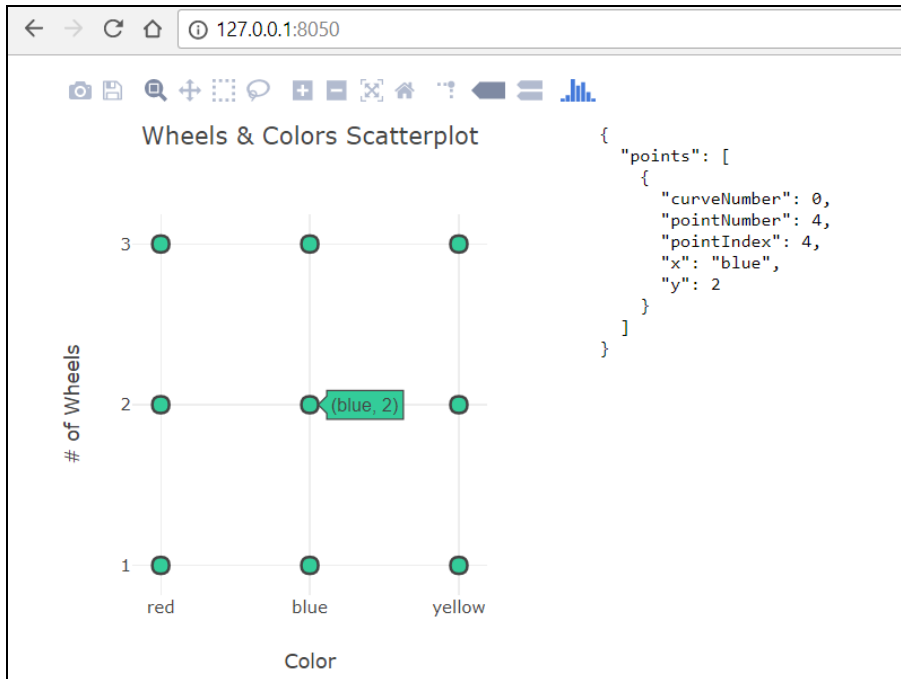 127.0.0.1:8050
Wheels & Colors Scatterplot
# of Wheels
3
2
1
(blue, 2)
red blue yellow
Color
{
"points": [
{
"curveNumber": 0,
"pointNumber": 4,
"pointIndex": 4,
"x": "blue",
"y": 2
}
]
}